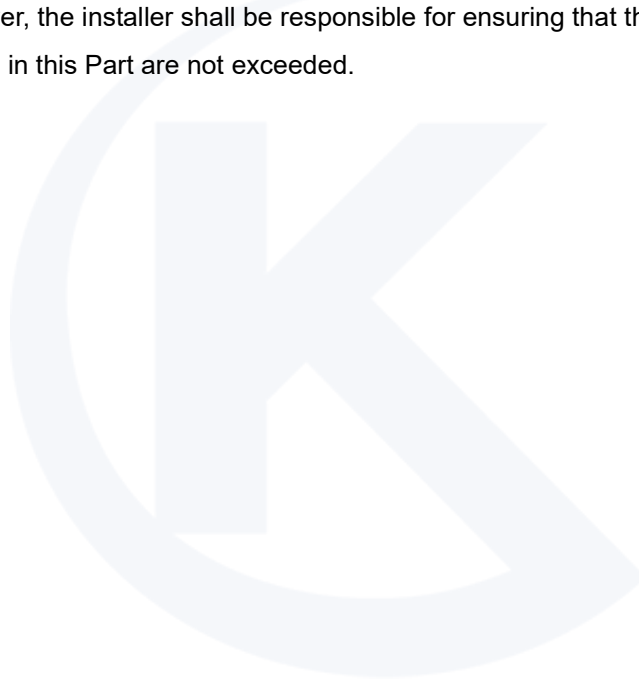 er, the installer shall be responsible for ensuring that th
in this Part are not exceeded.